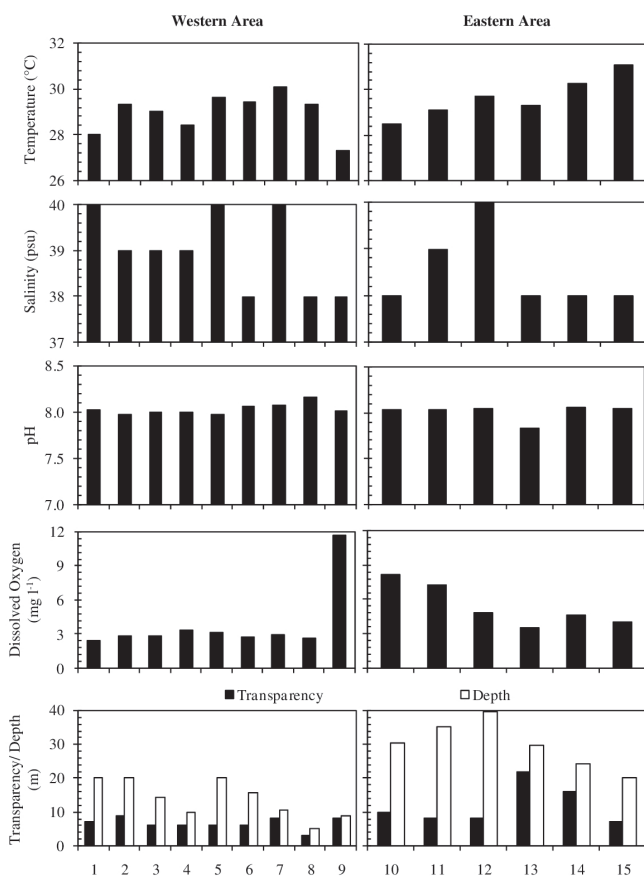 Western Area
Eastern Area
Temperature (°C)
32
30
28
26
Salinity (psu)
40
39
38
37
pH
8.5
8.0
7.5
7.0
Dissolved Oxygen
(mg l⁻¹)
12
9
6
3
0
Transparency
Depth
Transparency/ Depth
(m)
40
30
20
10
0
1 2 3 4 5 6 7 8 9
10 11 12 13 14 15